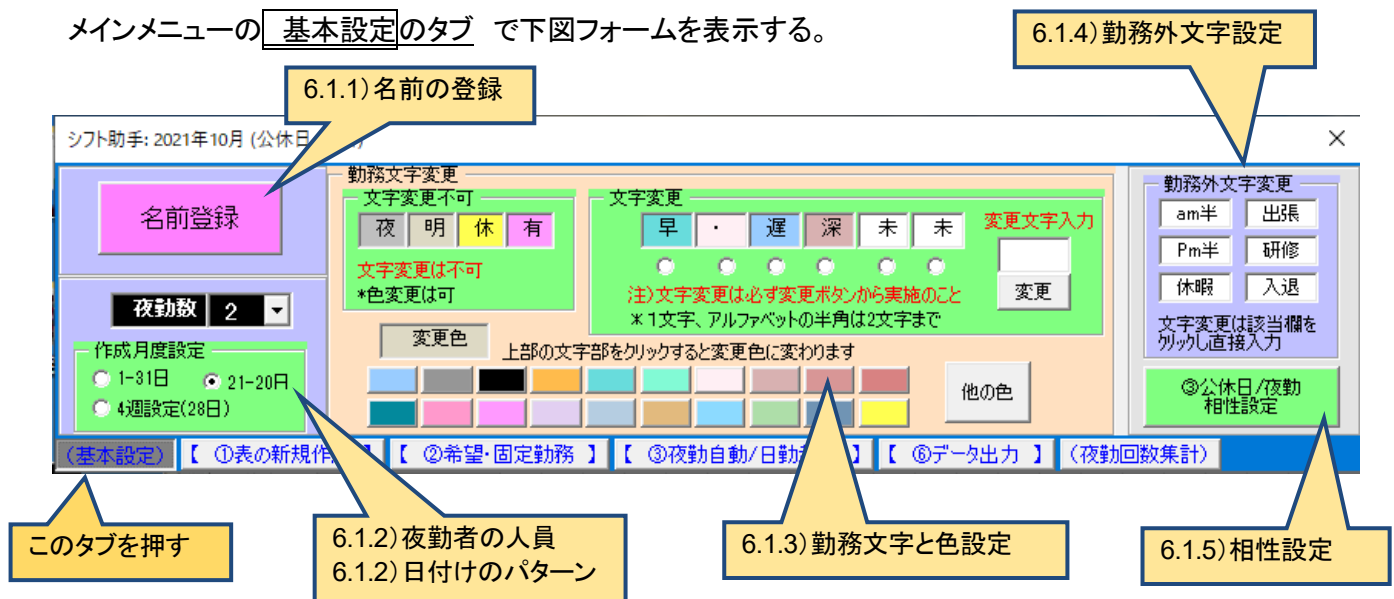 メインメニューの 基本設定のタブ で下図フォームを表示する。
6.1.4)勤務外文字設定
6.1.1)名前の登録
シフト助手: 2021年10月 (公休日
名前登録
夜勤数 2
作成月度設定
1-31日 21-20日
4週設定(28日)
勤務文字変更
文字変更不可
夜 明 休 有
文字変更は不可
*色変更は可
文字変更
早 ・ 遅 深 未 未
変更文字入力
変更
注)文字変更は必ず変更ボタンから実施のこと
*1文字、アルファベットの半角は2文字まで
変更色
上部の文字部をクリックすると変更色に変わります
他の色
勤務外文字変更
am半 出張
Pm半 研修
休暇 入退
文字変更は該当欄を
クリックし直接入力
③公休日/夜勤
相性設定
(基本設定) 【 ①表の新規作 】 【 ②希望・固定勤務 】 【 ③夜勤自動/日勤 】 【 ⑥データ出力 】 (夜勤回数集計)
このタブを押す
6.1.2)夜勤者の人員
6.1.2)日付けのパターン
6.1.3)勤務文字と色設定
6.1.5)相性設定